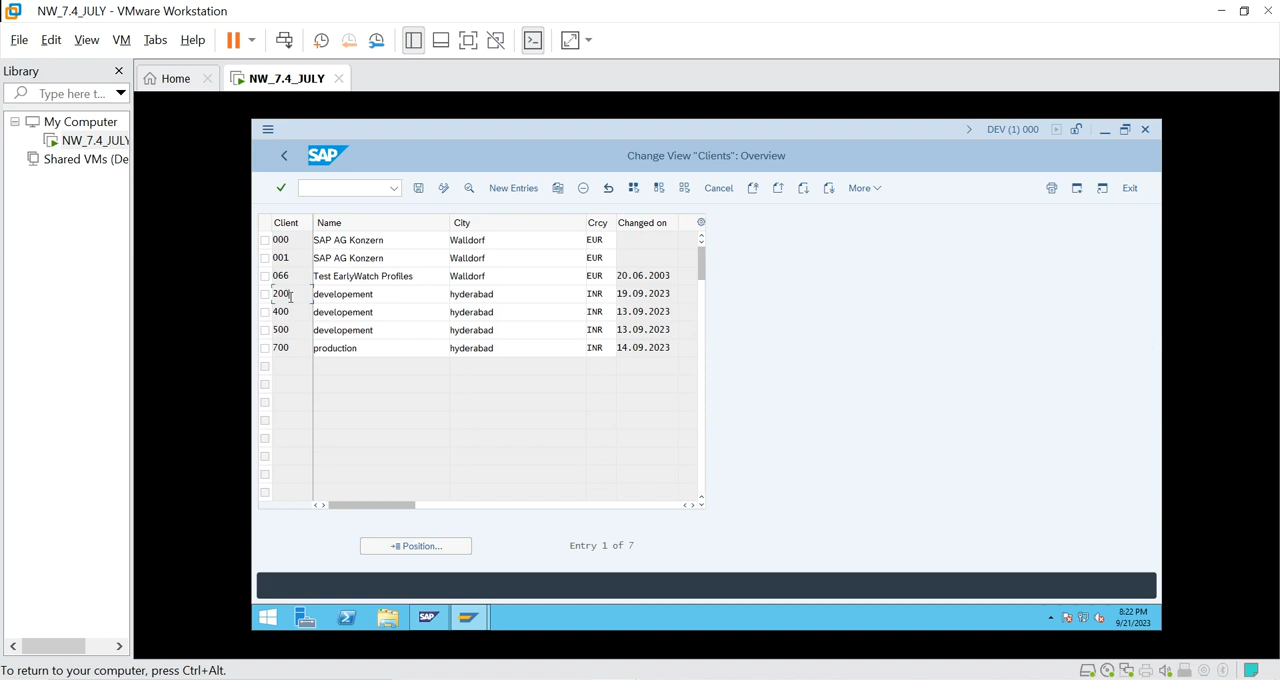 NW_7.4_JULY - VMware Workstation
File Edit View VM Tabs Help
Library
Home NW_7.4_JULY
Type here t...
My Computer
NW_7.4_JULY
Shared VMs (De
DEV (1) 000
SAP Change View "Clients": Overview
New Entries Cancel More Exit
Client Name City Crcy Changed on
000 SAP AG Konzern Walldorf EUR
001 SAP AG Konzern Walldorf EUR
066 Test EarlyWatch Profiles Walldorf EUR 20.06.2003
200 developement hyderabad INR 19.09.2023
400 developement hyderabad INR 13.09.2023
500 developement hyderabad INR 13.09.2023
700 production hyderabad INR 14.09.2023
Position... Entry 1 of 7
SAP
8:22 PM
9/21/2023
To return to your computer, press Ctrl+Alt.